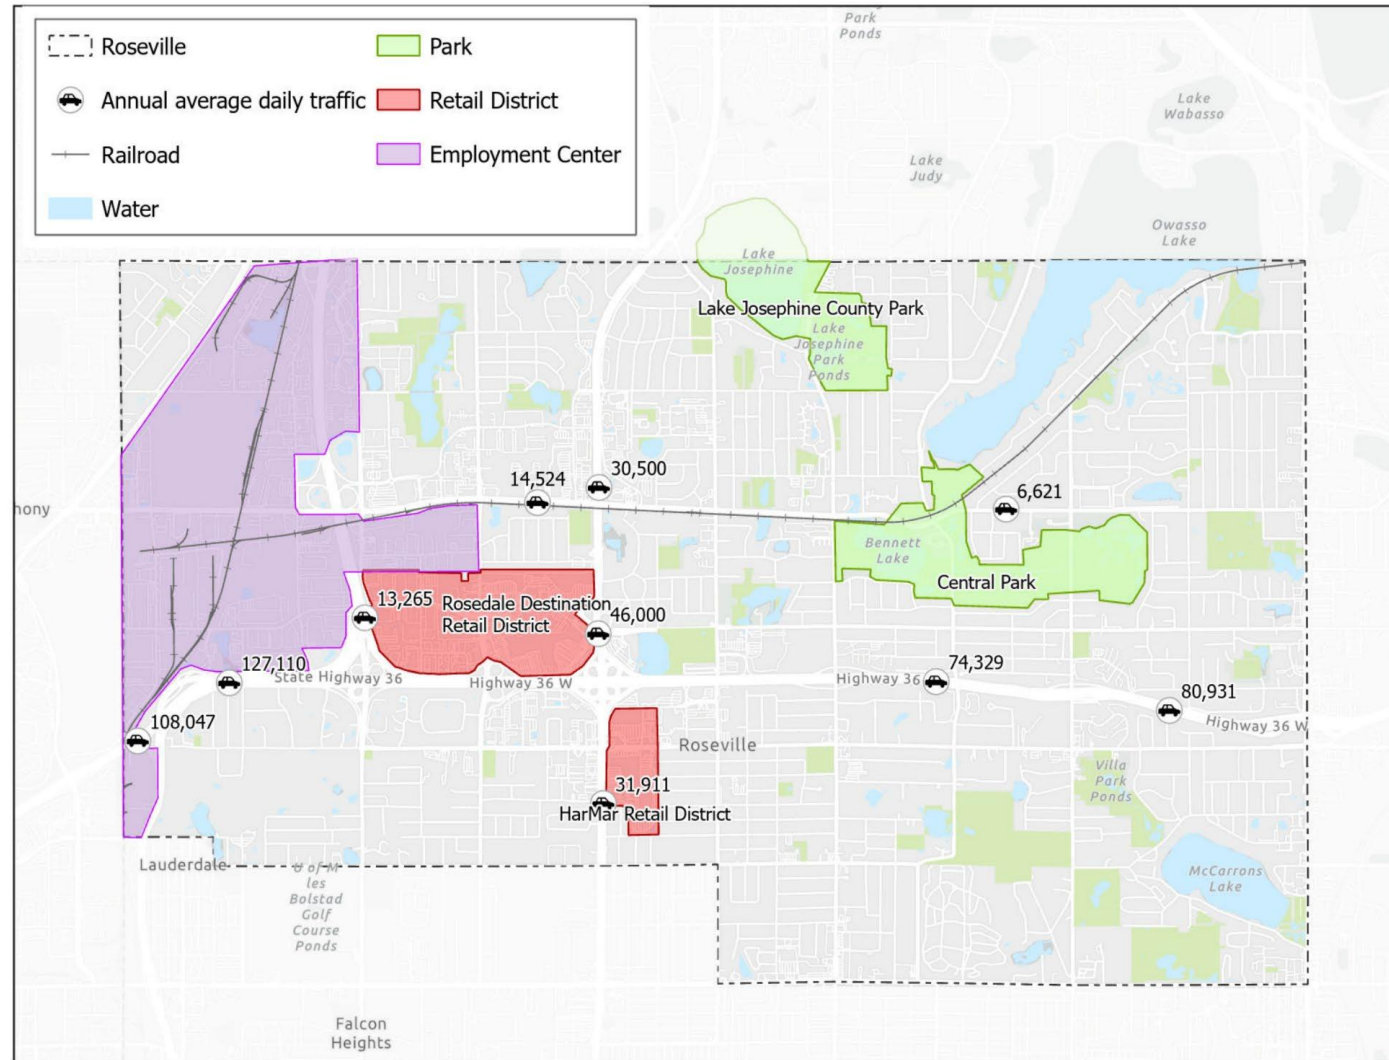 Roseville
Park
Annual average daily traffic
Retail District
Railroad
Employment Center
Water
Park
Ponds
Lake
Wabasso
Lake
Judy
Owasso
Lake
Lake
Josephine
Lake Josephine County Park
Lake
Josephine
Park
Ponds
14,524
30,500
6,621
hony
Bennett
Lake
Central Park
13,265
Rosedale Destination
Retail District
46,000
127,110
State Highway 36
Highway 36 W
Highway 36
74,329
80,931
Highway 36 W
108,047
Roseville
31,911
HarMar Retail District
Villa
Park
Ponds
Lauderdale
U of M
les
Bolstad
Golf
Course
Ponds
McCarrons
Lake
Falcon
Heights